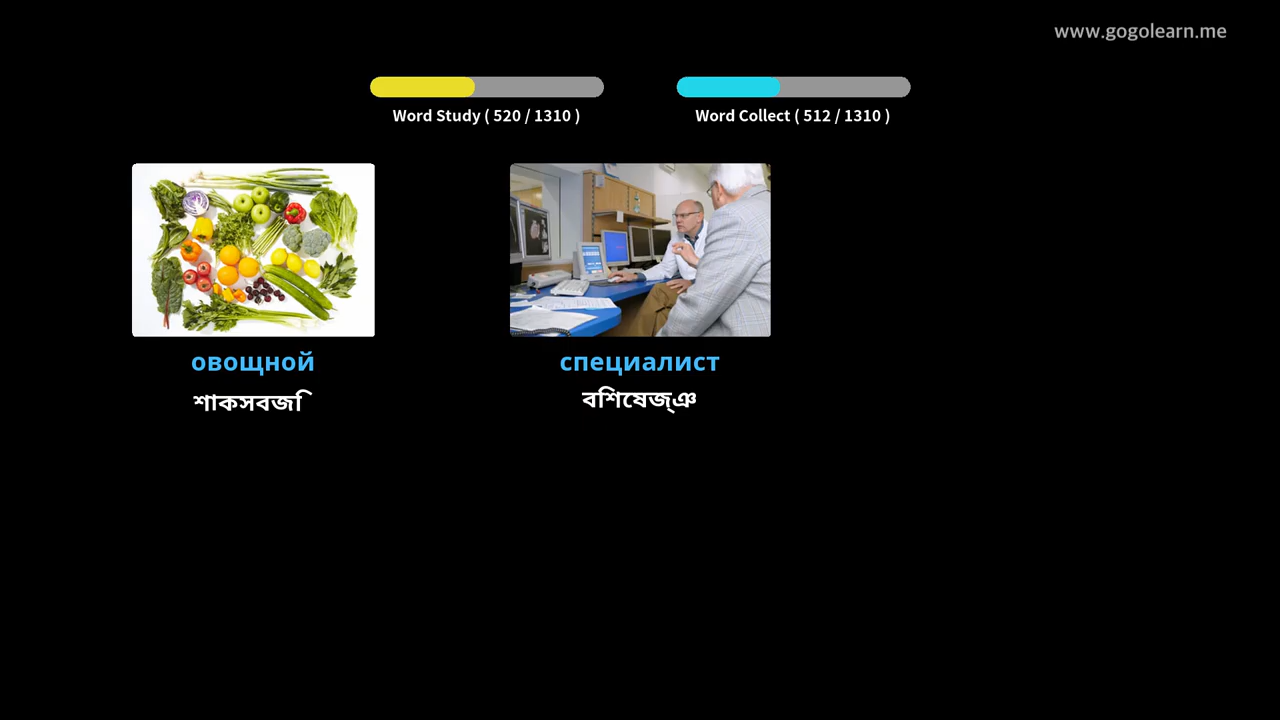 www.gogolearn.me
Word Study ( 520 / 1310 )
Word Collect ( 512 / 1310 )
овощной
специалист
শাকসবজি
বিশেষজ্ঞ